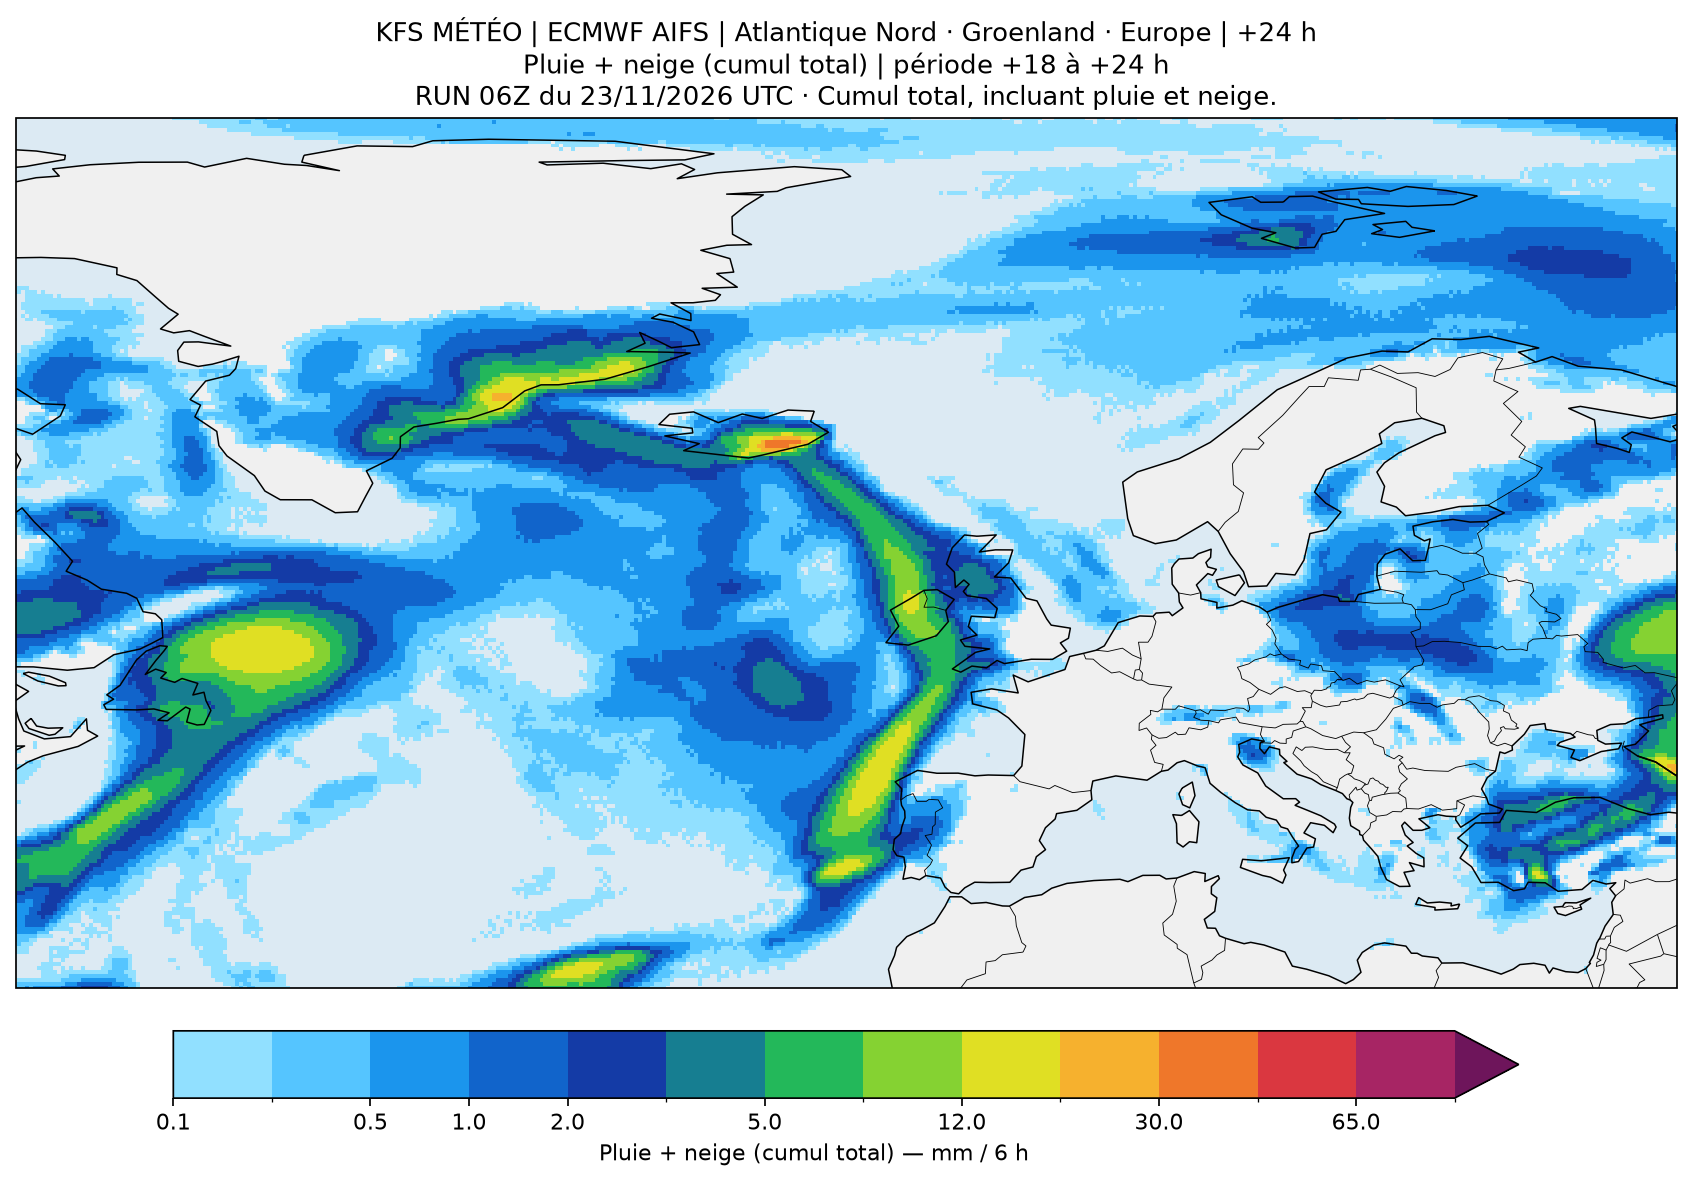 KFS MÉTÉO | ECMWF AIFS | Atlantique Nord · Groenland · Europe | +24 h
Pluie + neige (cumul total) | période +18 à +24 h
RUN 06Z du 23/11/2026 UTC · Cumul total, incluant pluie et neige.
0.1 0.5 1.0 2.0 5.0 12.0 30.0 65.0
Pluie + neige (cumul total) — mm / 6 h